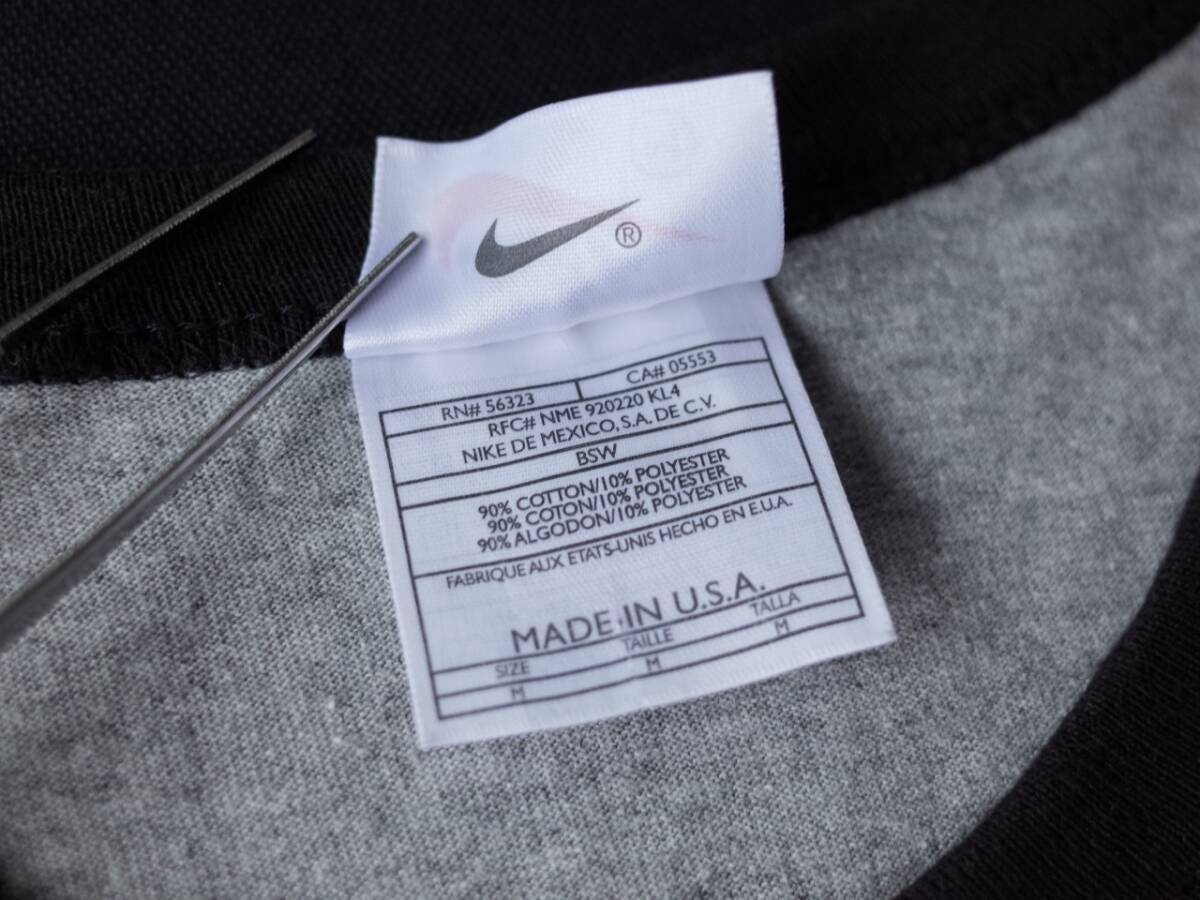 ®
RN# 56323 CA# 05553
RFC# NME 920220 KL4
NIKE DE MEXICO, S.A. DE C.V.
BSW
90% COTTON/10% POLYESTER
90% COTON/10% POLYESTER
90% ALGODON/10% POLYESTER
FABRIQUE AUX ETATS-UNIS HECHO EN E.U.A.
MADE IN U.S.A.
SIZE TAILLE TALLA
M M M